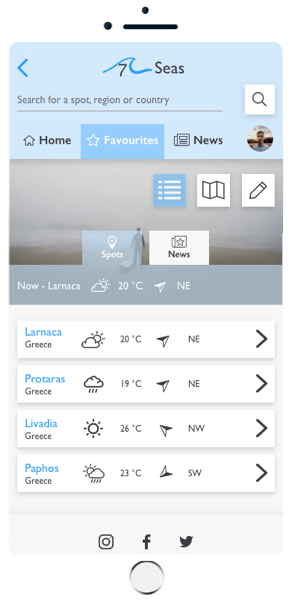 7 Seas
Search for a spot, region or country
Home Favourites News
Spots News
Now - Larnaca 20 °C NE
Larnaca
Greece 20 °C NE
Protaras
Greece 19 °C NE
Livadia
Greece 26 °C NW
Paphos
Greece 23 °C SW